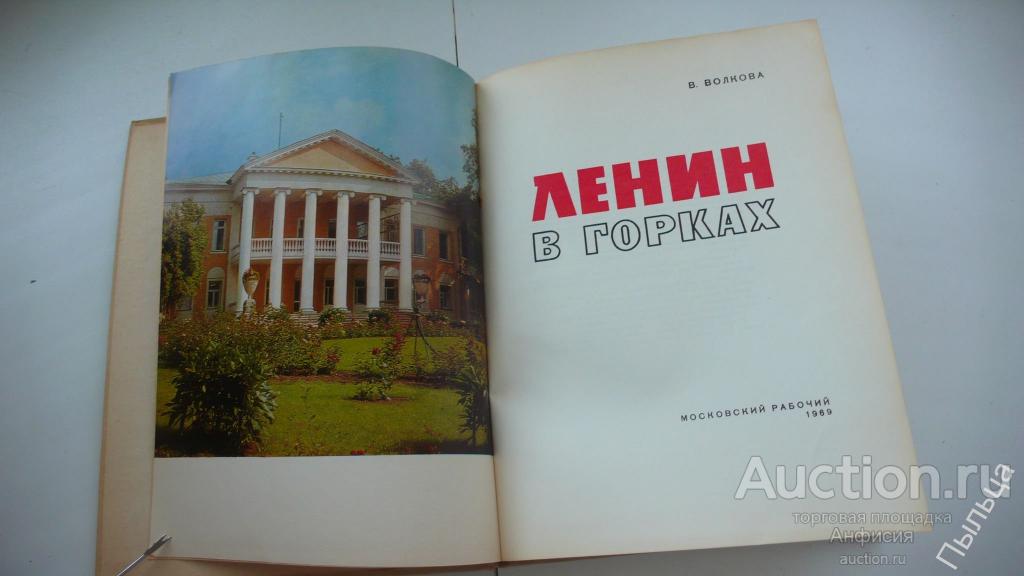 В. ВОЛКОВА
ЛЕНИН
В ГОРКАХ
МОСКОВСКИЙ РАБОЧИЙ
1969
Auction.ru
торговая площадка
Анфисия
auction.ru
Пыльца